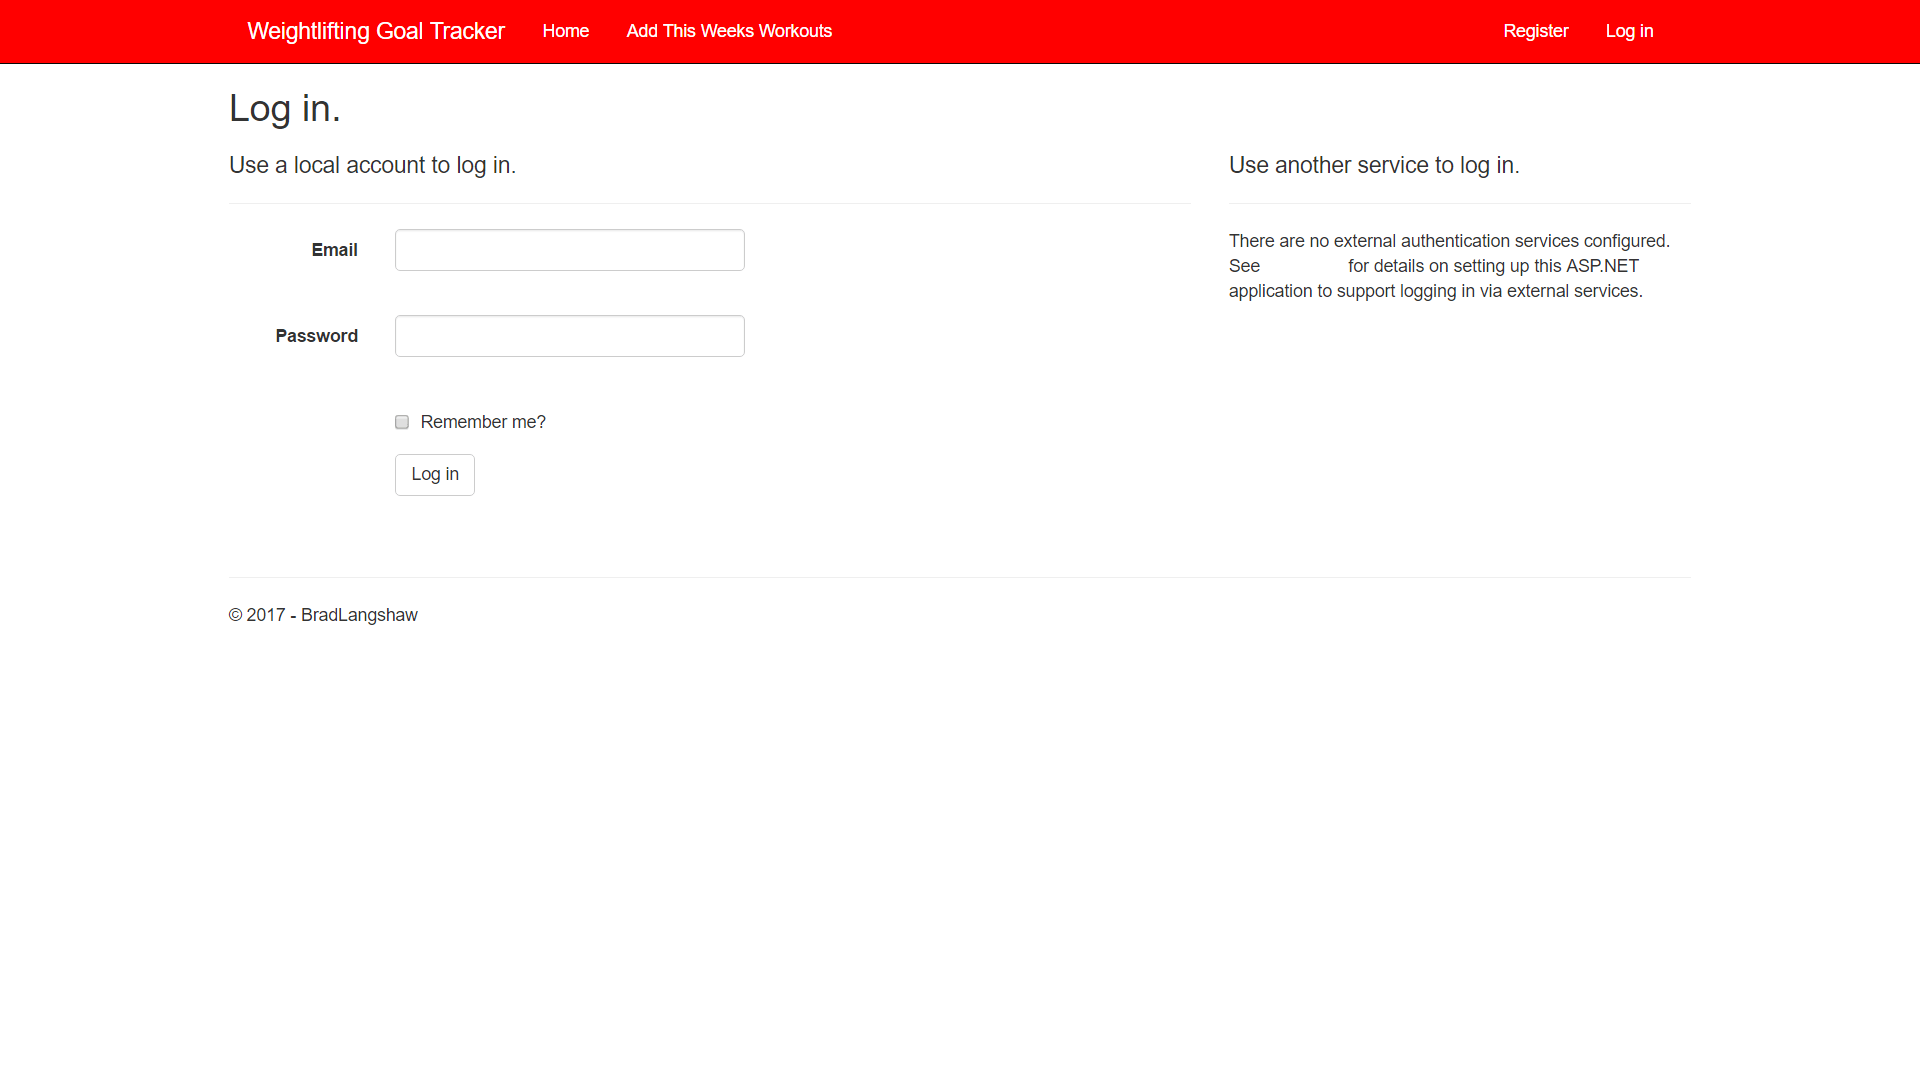 Weightlifting Goal Tracker Home Add This Weeks Workouts Register Log in
Log in.
Use a local account to log in.
Email
Password
Remember me?
Log in
Use another service to log in.
There are no external authentication services configured.
See for details on setting up this ASP.NET
application to support logging in via external services.
© 2017 - BradLangshaw